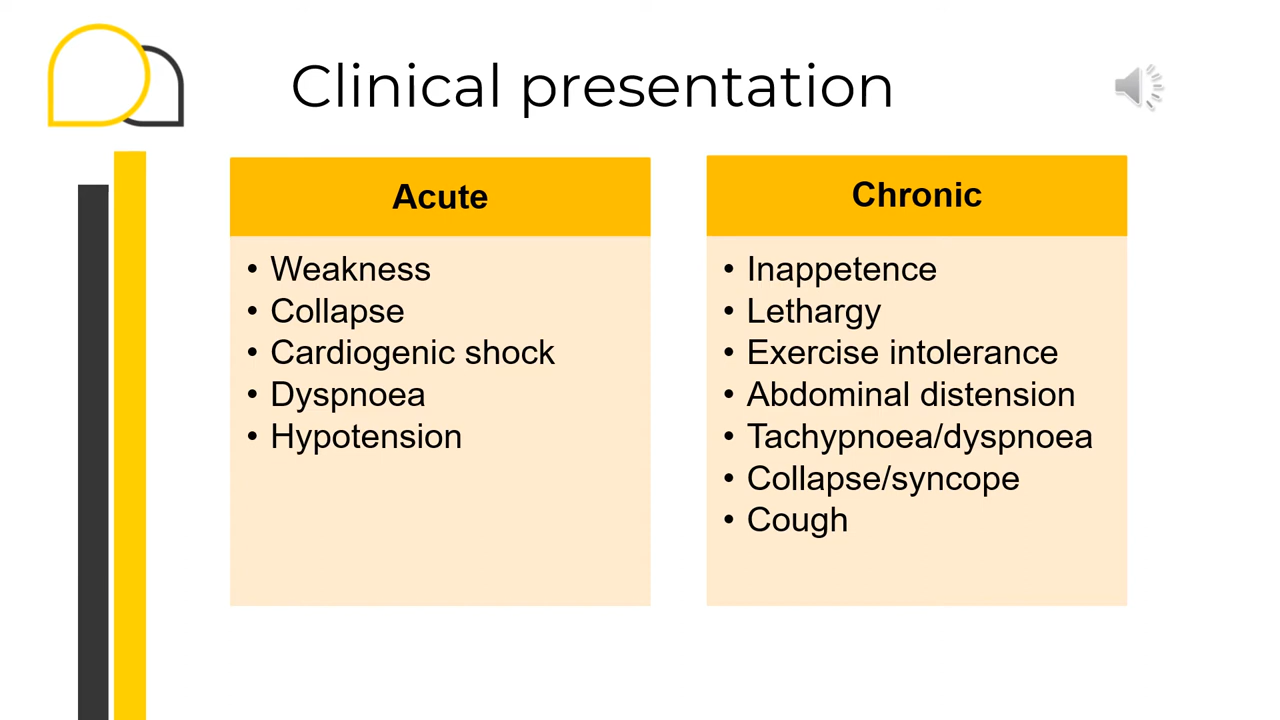 Clinical presentation
Acute
• Weakness
• Collapse
• Cardiogenic shock
• Dyspnoea
• Hypotension
Chronic
• Inappetence
• Lethargy
• Exercise intolerance
• Abdominal distension
• Tachypnoea/dyspnoea
• Collapse/syncope
• Cough